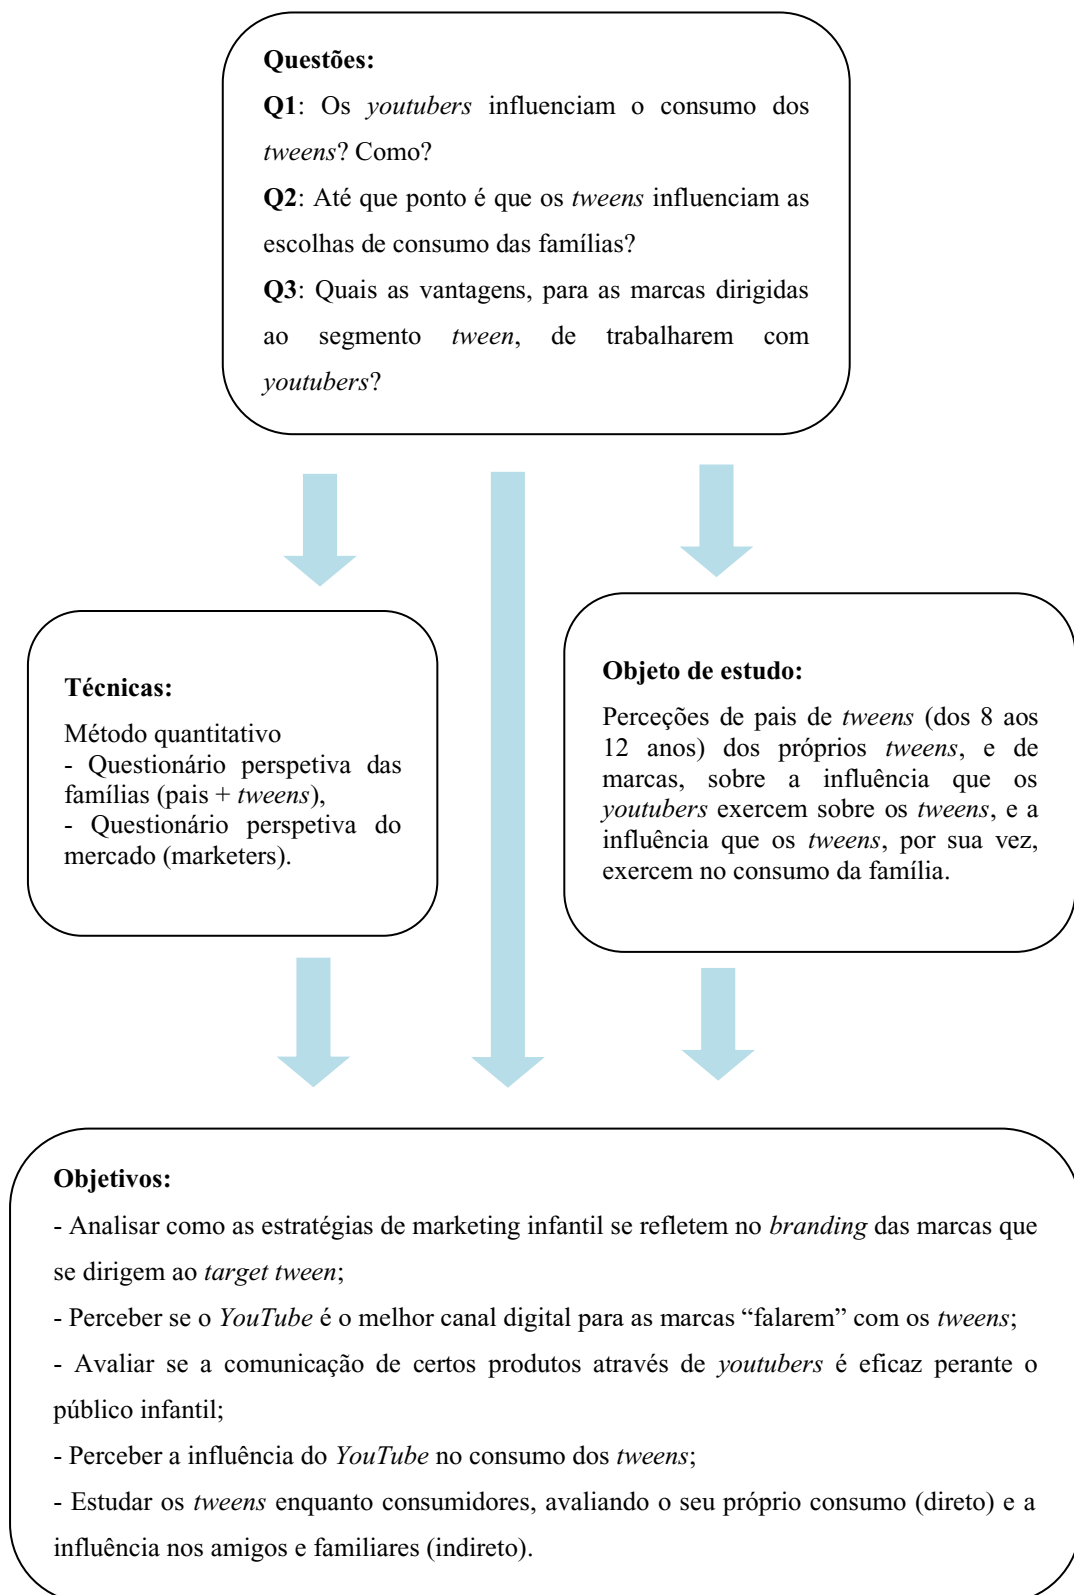 Questões:
Q1: Os youtubers influenciam o consumo dos
tweens? Como?
Q2: Até que ponto é que os tweens influenciam as
escolhas de consumo das famílias?
Q3: Quais as vantagens, para as marcas dirigidas
ao segmento tween, de trabalharem com
youtubers?
Técnicas:
Método quantitativo
- Questionário perspetiva das
famílias (pais + tweens),
- Questionário perspetiva do
mercado (marketers).
Objeto de estudo:
Perceções de pais de tweens (dos 8 aos
12 anos) dos próprios tweens, e de
marcas, sobre a influência que os
youtubers exercem sobre os tweens, e a
influência que os tweens, por sua vez,
exercem no consumo da família.
Objetivos:
- Analisar como as estratégias de marketing infantil se refletem no branding das marcas que
se dirigem ao target tween;
- Perceber se o YouTube é o melhor canal digital para as marcas “falarem” com os tweens;
- Avaliar se a comunicação de certos produtos através de youtubers é eficaz perante o
público infantil;
- Perceber a influência do YouTube no consumo dos tweens;
- Estudar os tweens enquanto consumidores, avaliando o seu próprio consumo (direto) e a
influência nos amigos e familiares (indireto).